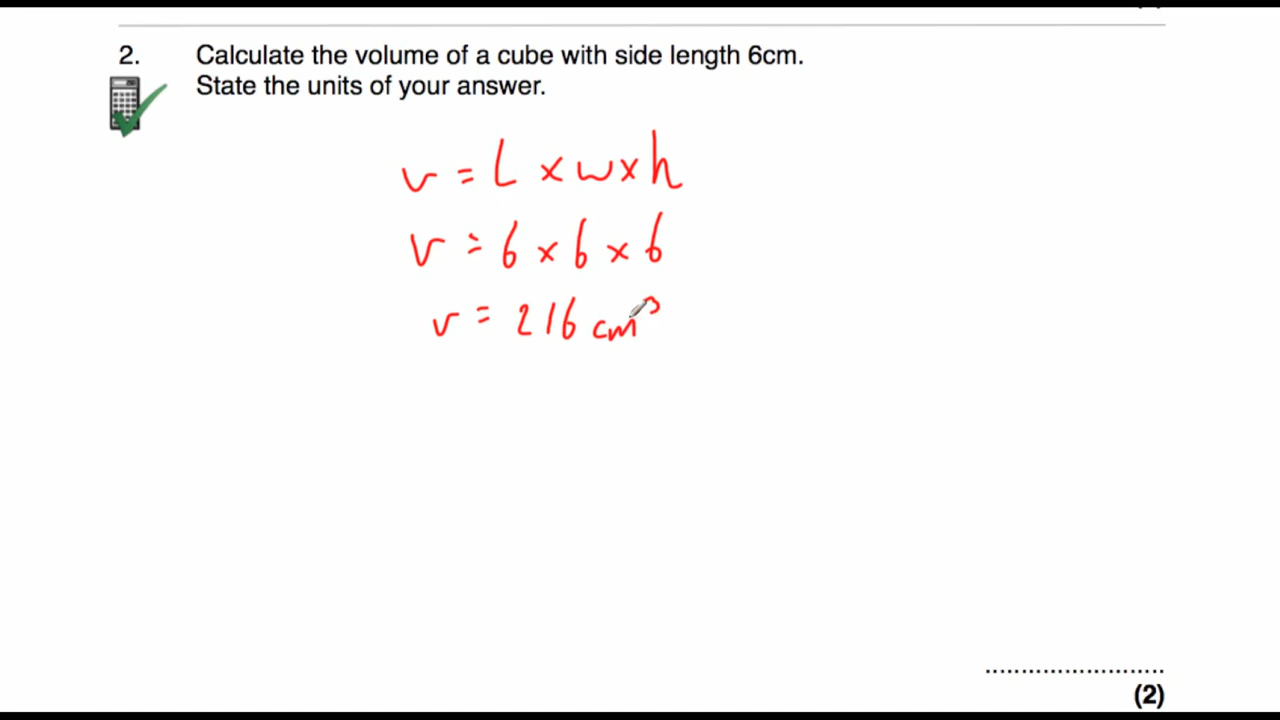 2. Calculate the volume of a cube with side length 6cm.
State the units of your answer.
v = L × w × h
v = 6 × 6 × 6
v = 216 cm³
........................
(2)